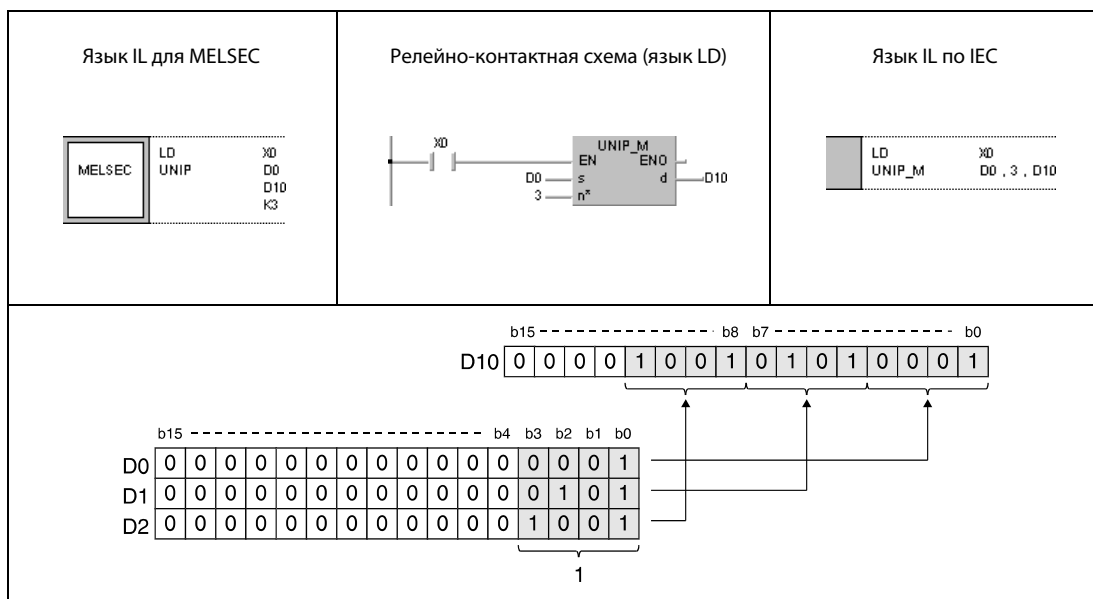 Язык IL для MELSEC
MELSEC
LD X0
UNIP D0
D10
K3
Релейно-контактная схема (язык LD)
X0
UNIP_M
EN ENO
D0 s d D10
3 n*
Язык IL по IEC
LD X0
UNIP_M D0 , 3 , D10
b15 b8 b7 b0
D10 0 0 0 0 1 0 0 1 0 1 0 1 0 0 0 1
b15 b4 b3 b2 b1 b0
D0 0 0 0 0 0 0 0 0 0 0 0 0 0 0 0 1
D1 0 0 0 0 0 0 0 0 0 0 0 0 0 1 0 1
D2 0 0 0 0 0 0 0 0 0 0 0 0 1 0 0 1
1